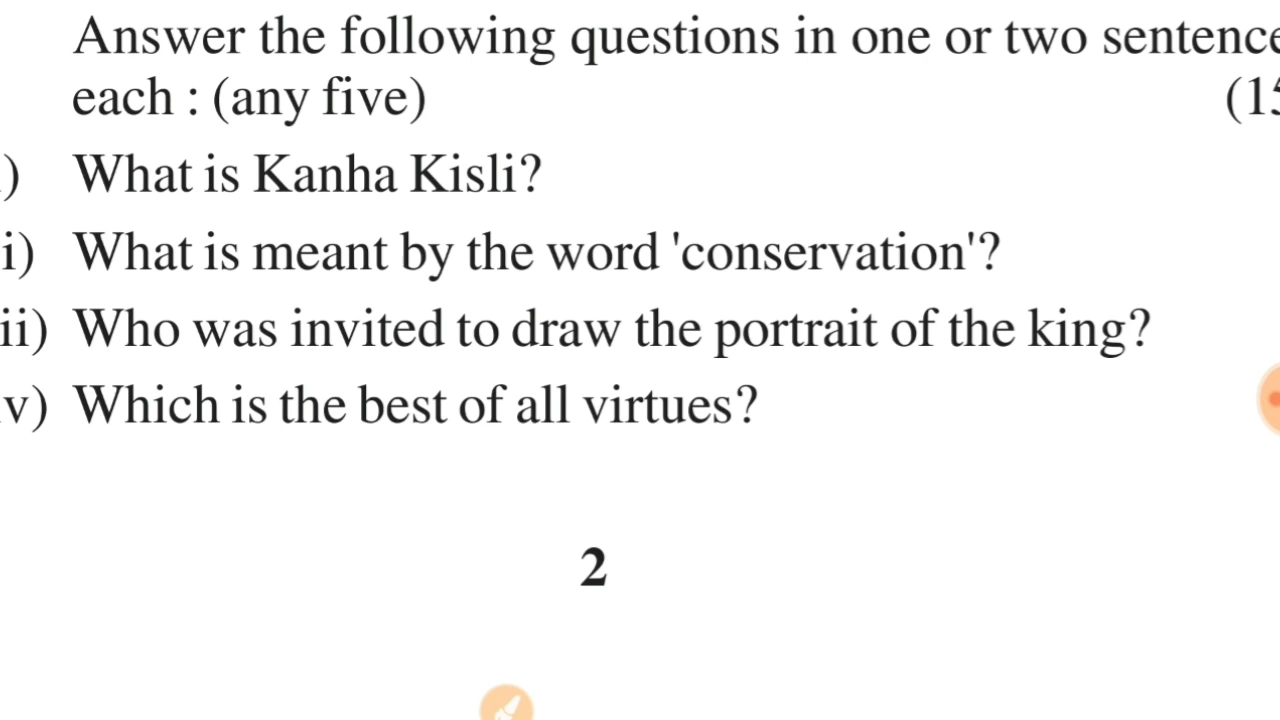 Answer the following questions in one or two sentence
each : (any five) (15
) What is Kanha Kisli?
i) What is meant by the word 'conservation'?
ii) Who was invited to draw the portrait of the king?
v) Which is the best of all virtues?
2